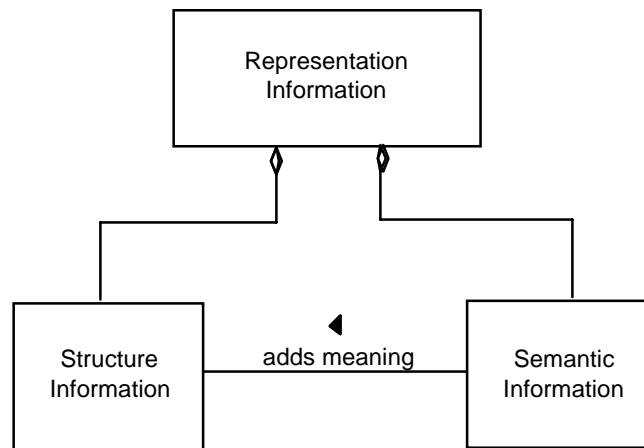 Representation
Information
adds meaning
Structure
Information
Semantic
Information